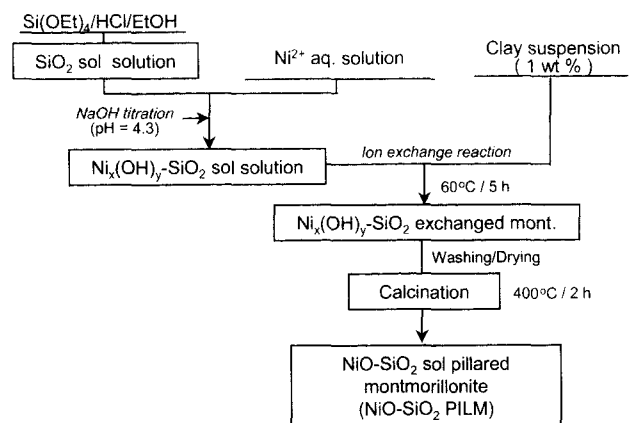 Si(OEt)4/HCl/EtOH
SiO2 sol solution
Ni2+ aq. solution
Clay suspension
( 1 wt % )
NaOH titration
(pH = 4.3)
Nix(OH)y-SiO2 sol solution
Ion exchange reaction
60oC / 5 h
Nix(OH)y-SiO2 exchanged mont.
Washing/Drying
Calcination
400oC / 2 h
NiO-SiO2 sol pillared
montmorillonite
(NiO-SiO2 PILM)